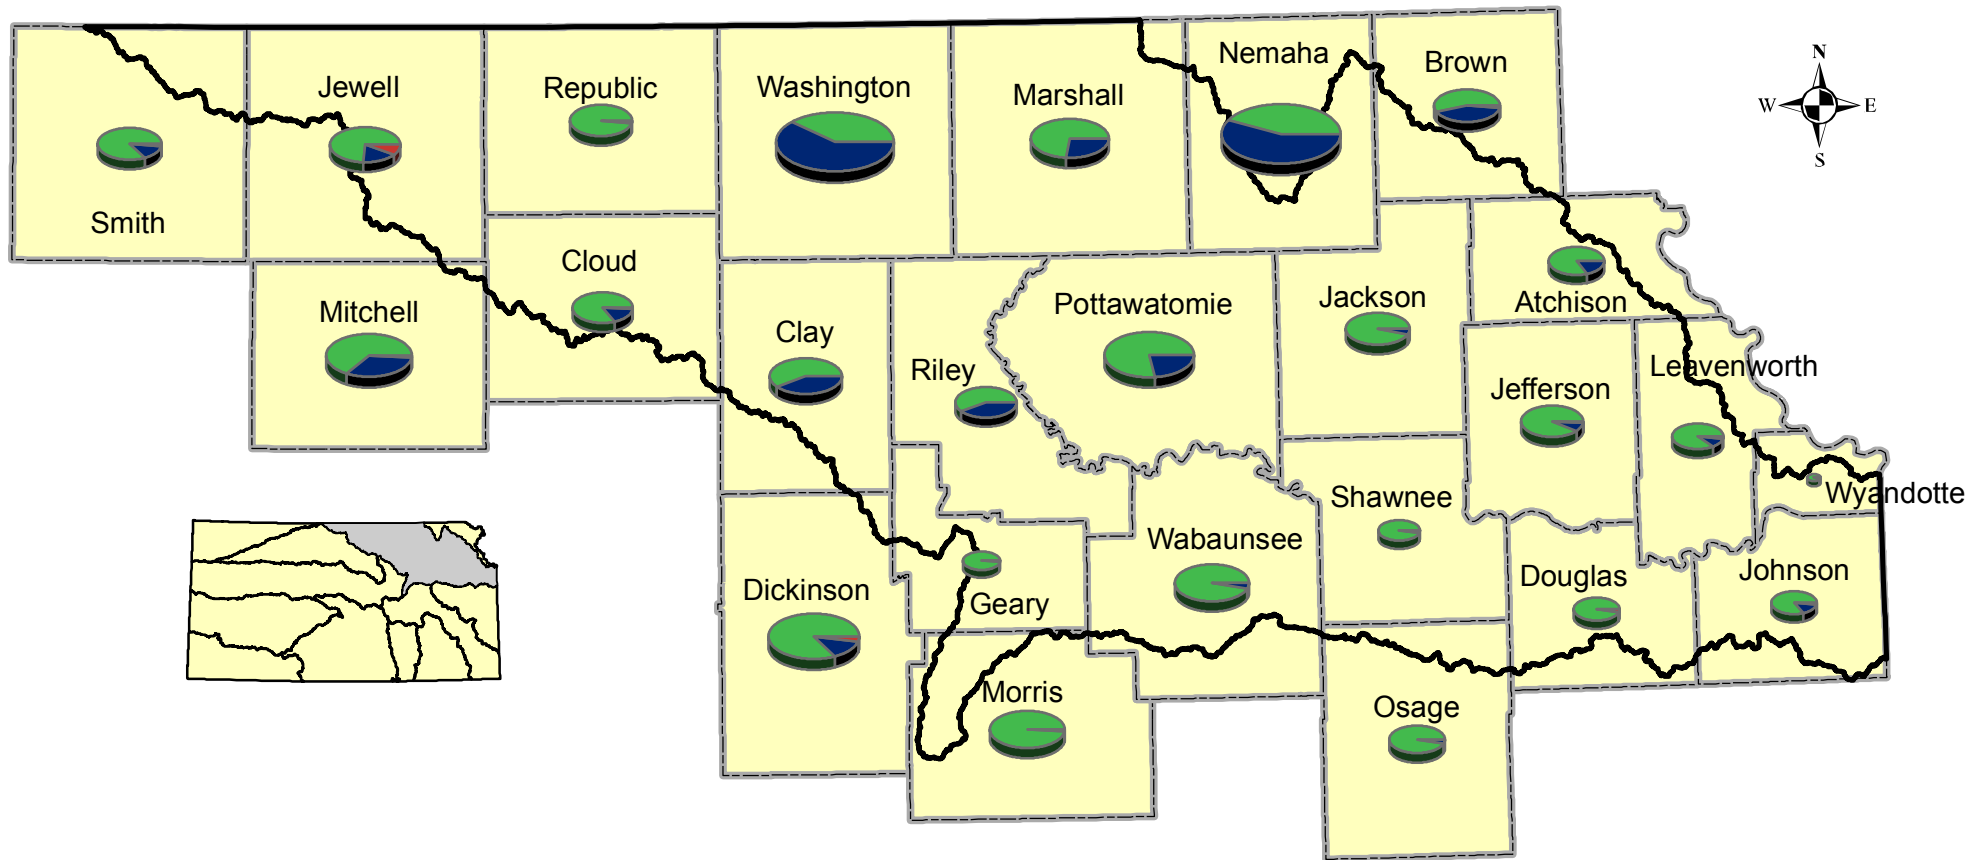 Nemaha
Brown
N
Jewell
Republic
Washington
Marshall
W
E
S
Smith
Cloud
Mitchell
Pottawatomie
Jackson
Atchison
Clay
Riley
Leavenworth
Jefferson
Shawnee
Wyandotte
Wabaunsee
Dickinson
Geary
Douglas
Johnson
Morris
Osage